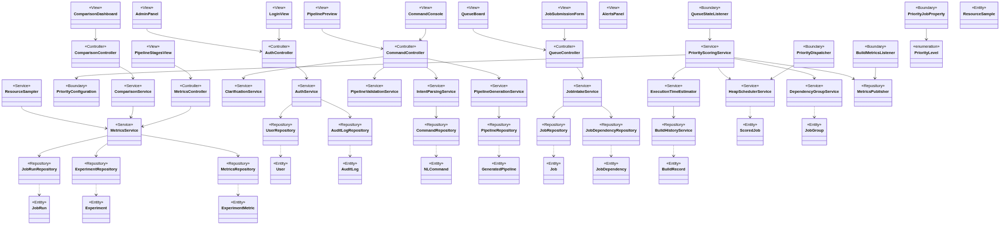 «View»
ComparisonDashboard
«View»
AdminPanel
«View»
LoginView
«View»
PipelinePreview
«View»
CommandConsole
«View»
QueueBoard
«View»
JobSubmissionForm
«View»
AlertsPanel
«Boundary»
QueueStateListener
«Boundary»
PriorityJobProperty
«Entity»
ResourceSample
«Controller»
ComparisonController
«View»
PipelineStagesView
«Controller»
AuthController
«Controller»
CommandController
«Controller»
QueueController
«Service»
PriorityScoringService
«Boundary»
PriorityDispatcher
«Boundary»
BuildMetricsListener
«enumeration»
PriorityLevel
«Service»
ResourceSampler
«Boundary»
PriorityConfiguration
«Service»
ComparisonService
«Controller»
MetricsController
«Service»
ClarificationService
«Service»
AuthService
«Service»
PipelineValidationService
«Service»
IntentParsingService
«Service»
PipelineGenerationService
«Service»
JobIntakeService
«Service»
ExecutionTimeEstimator
«Service»
HeapSchedulerService
«Service»
DependencyGroupService
«Repository»
MetricsPublisher
«Service»
MetricsService
«Repository»
UserRepository
«Repository»
AuditLogRepository
«Repository»
CommandRepository
«Repository»
PipelineRepository
«Repository»
JobRepository
«Repository»
JobDependencyRepository
«Repository»
BuildHistoryService
«Entity»
ScoredJob
«Entity»
JobGroup
«Repository»
JobRunRepository
«Repository»
ExperimentRepository
«Repository»
MetricsRepository
«Entity»
User
«Entity»
AuditLog
«Entity»
NLCommand
«Entity»
GeneratedPipeline
«Entity»
Job
«Entity»
JobDependency
«Entity»
BuildRecord
«Entity»
JobRun
«Entity»
Experiment
«Entity»
ExperimentMetric